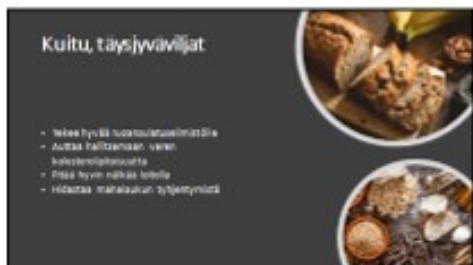 Kuitu, täysjyväviljat
- Tekee hyvää ruoansulatuselimistölle
- Auttaa hallitsemaan veren
kolesterolipitoisuutta
- Pitää hyvin nälkää loitolla
- Hidastaa mahalaukun tyhjentymistä